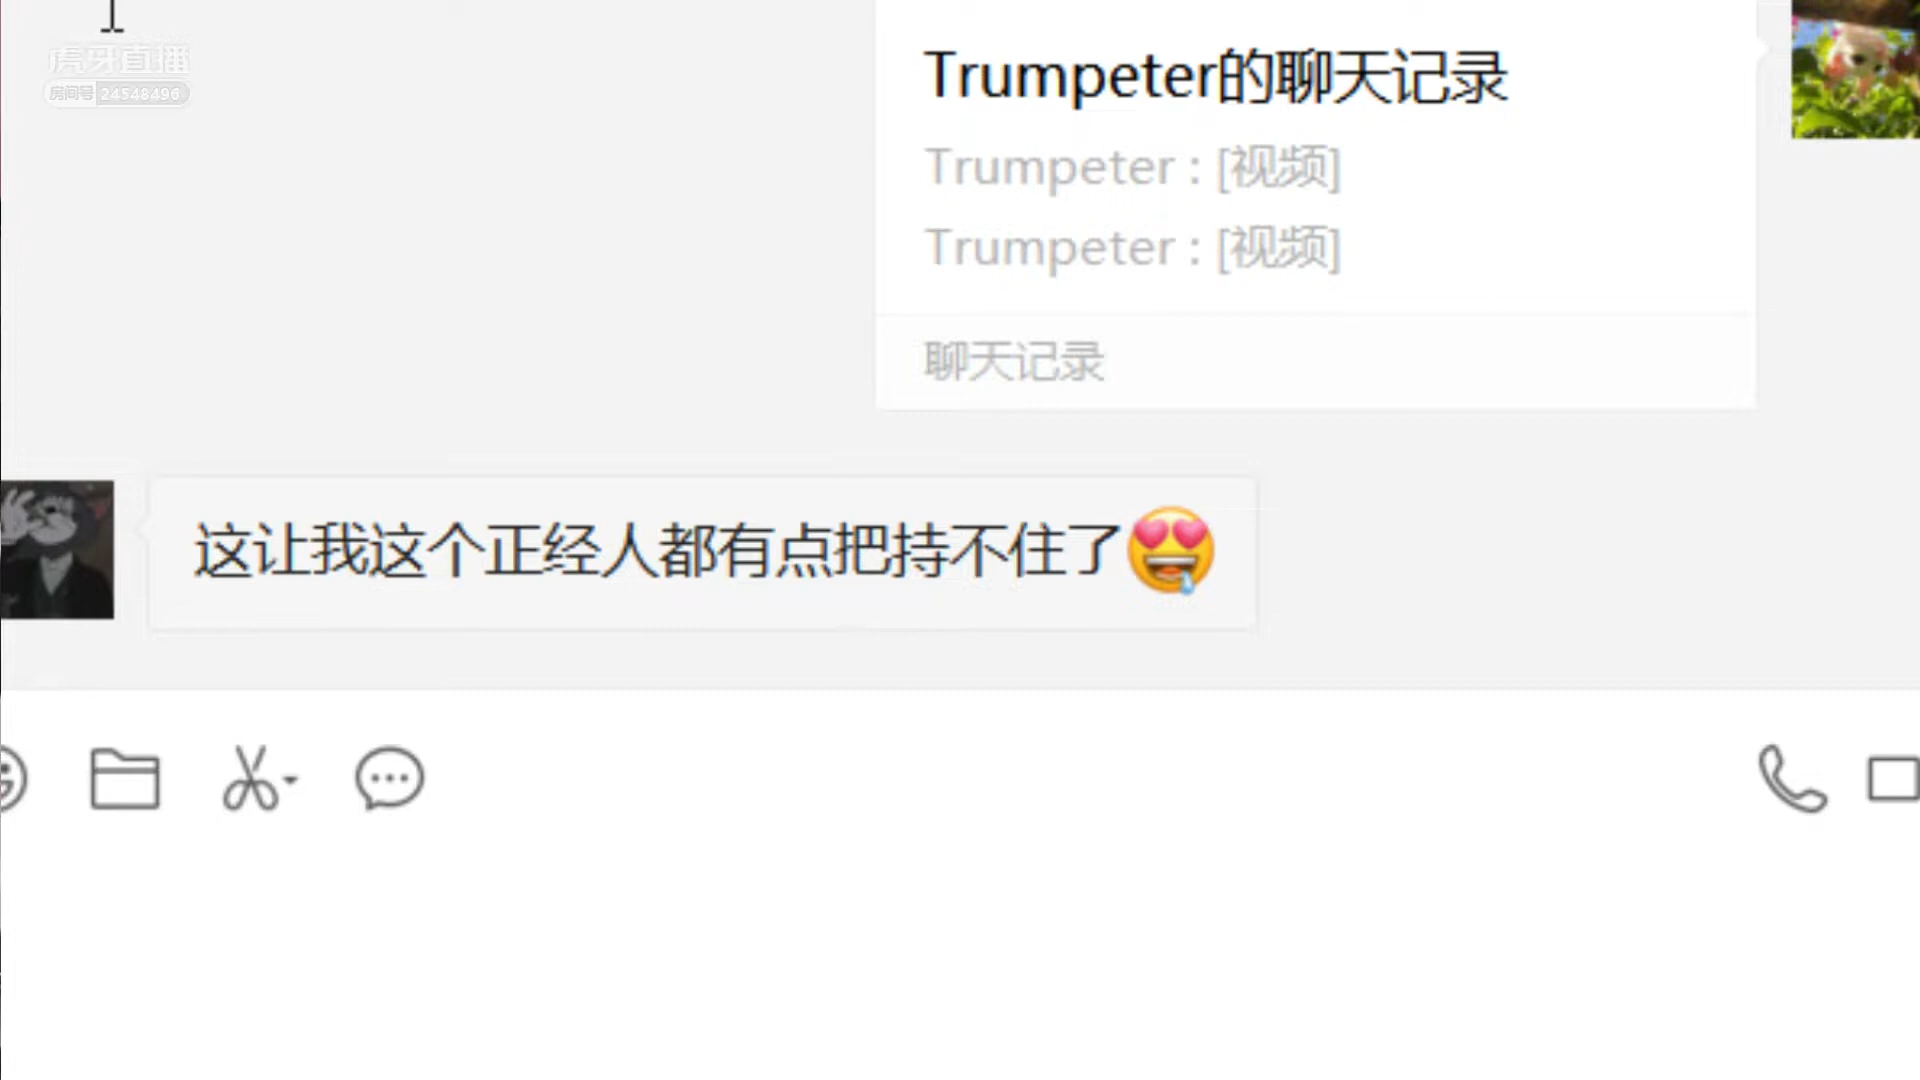 虎牙直播
房间号 24548496
Trumpeter的聊天记录
Trumpeter : [视频]
Trumpeter : [视频]
聊天记录
这让我这个正经人都有点把持不住了🤤